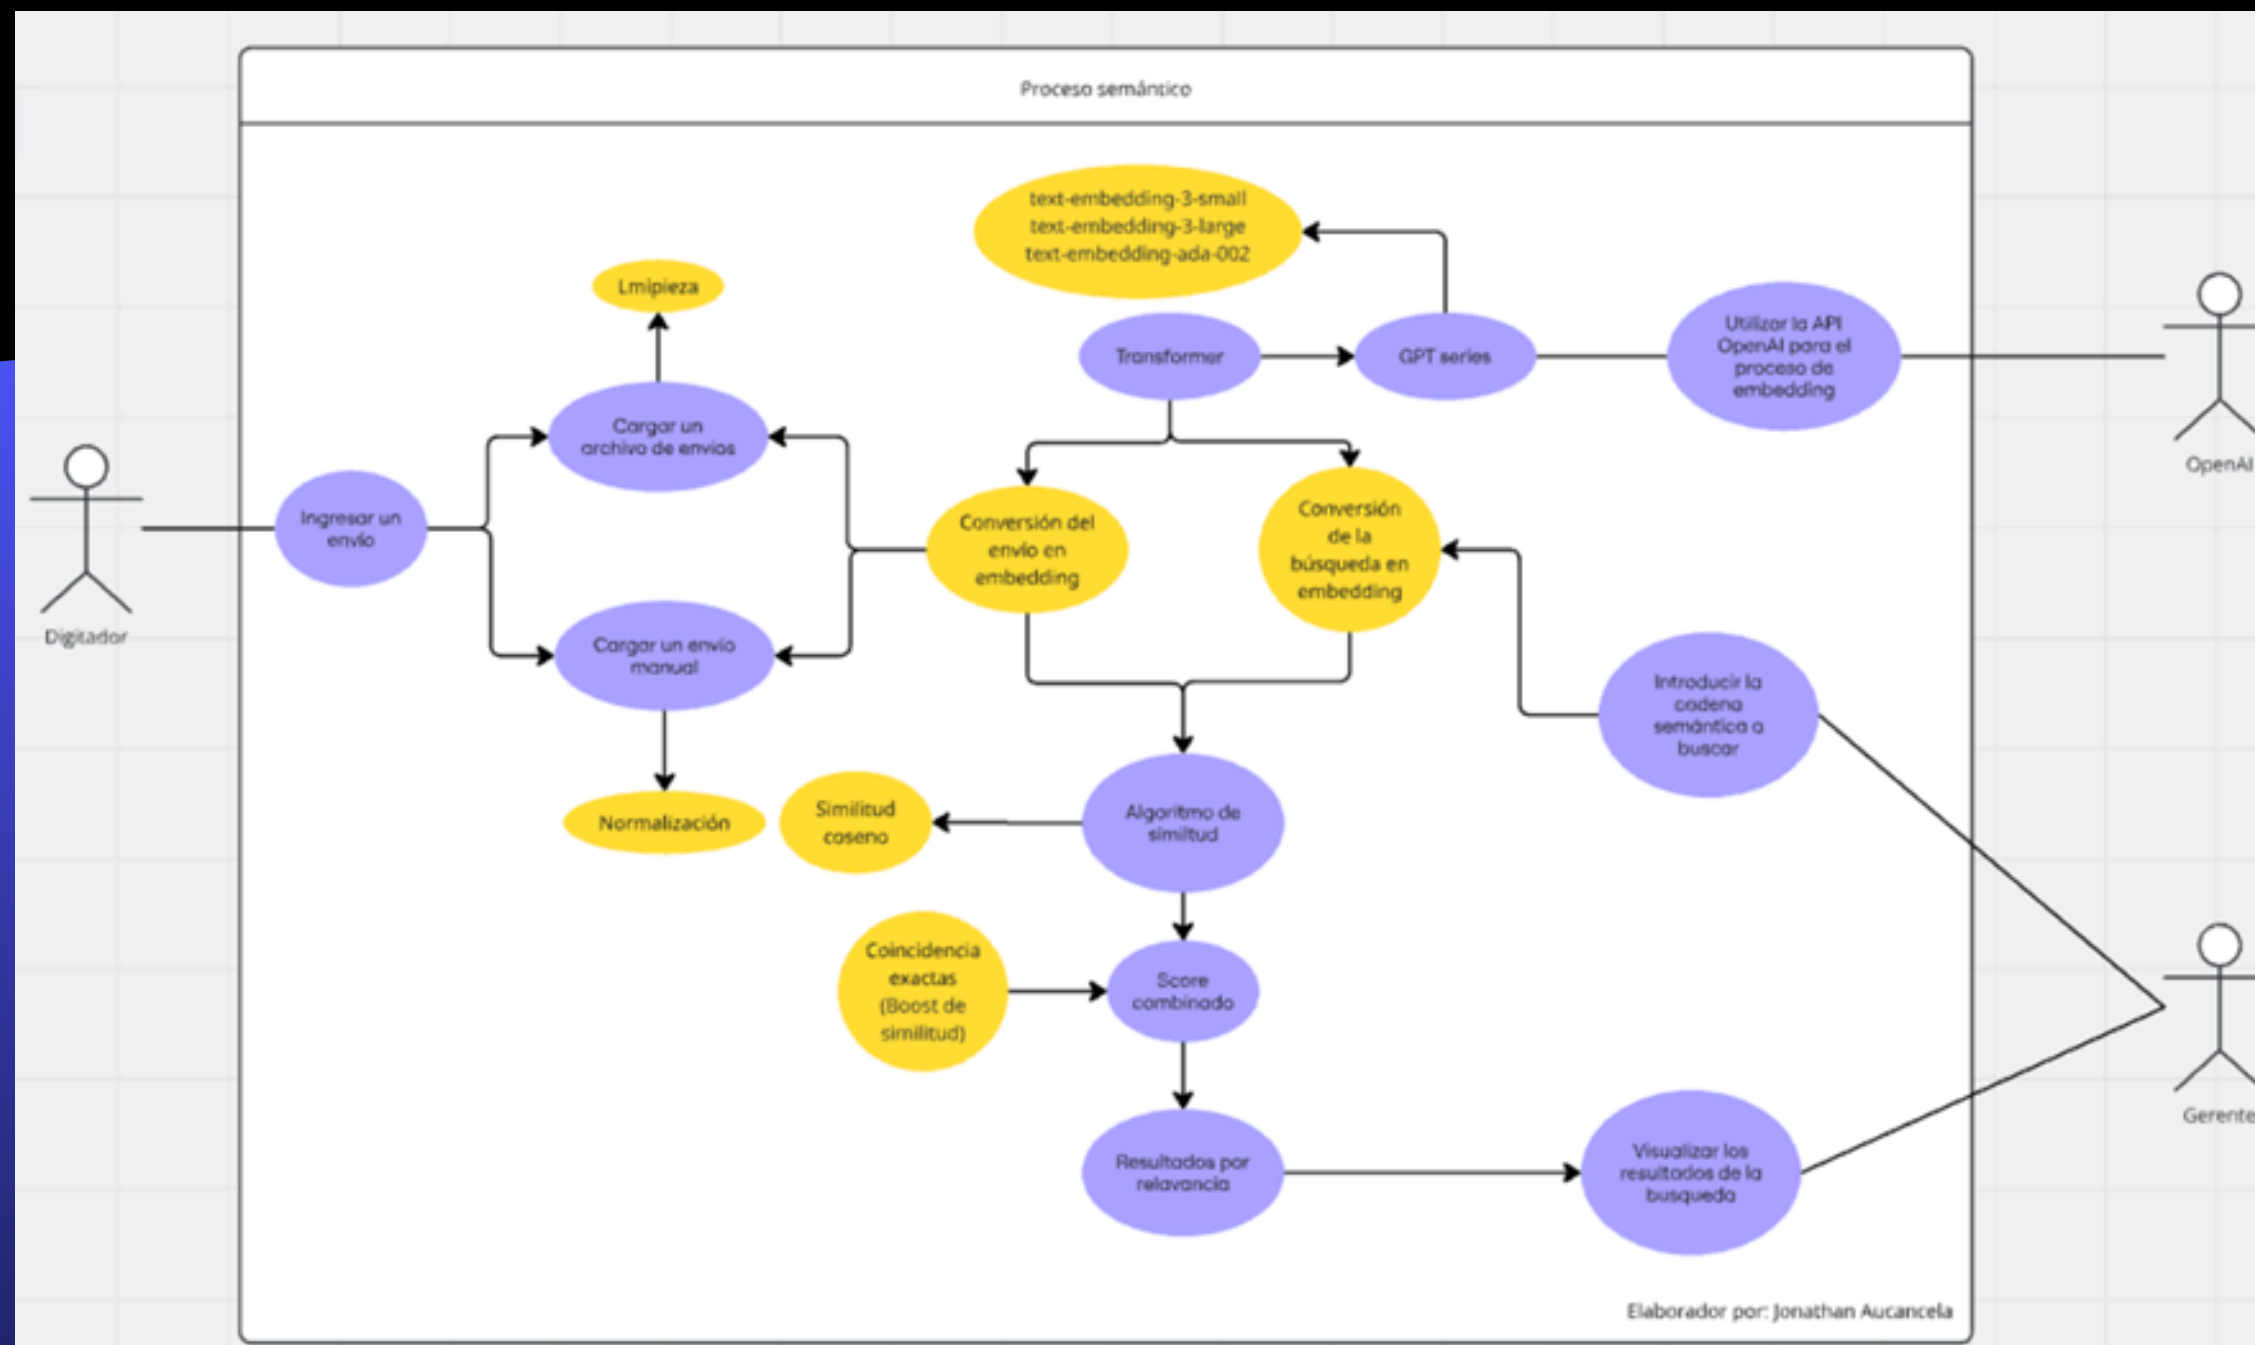 Proceso semántico
text-embedding-3-small
text-embedding-3-large
text-embedding-ada-002
Lmipieza
Transformer
GPT series
Utilizar la API
OpenAI para el
proceso de
embedding
OpenAI
Cargar un
archivo de envios
Digitador
Ingresar un
envío
Conversión del
envío en
embedding
Conversión
de la
búsqueda en
embedding
Cargar un envío
manual
Introducir la
cadena
semántica a
buscar
Normalización
Similitud
coseno
Algoritmo de
similtud
Coincidencia
exactas
(Boost de
similitud)
Score
combinado
Gerente
Resultados por
relavancia
Visualizar los
resultados de la
busqueda
Elaborador por: Jonathan Aucancela